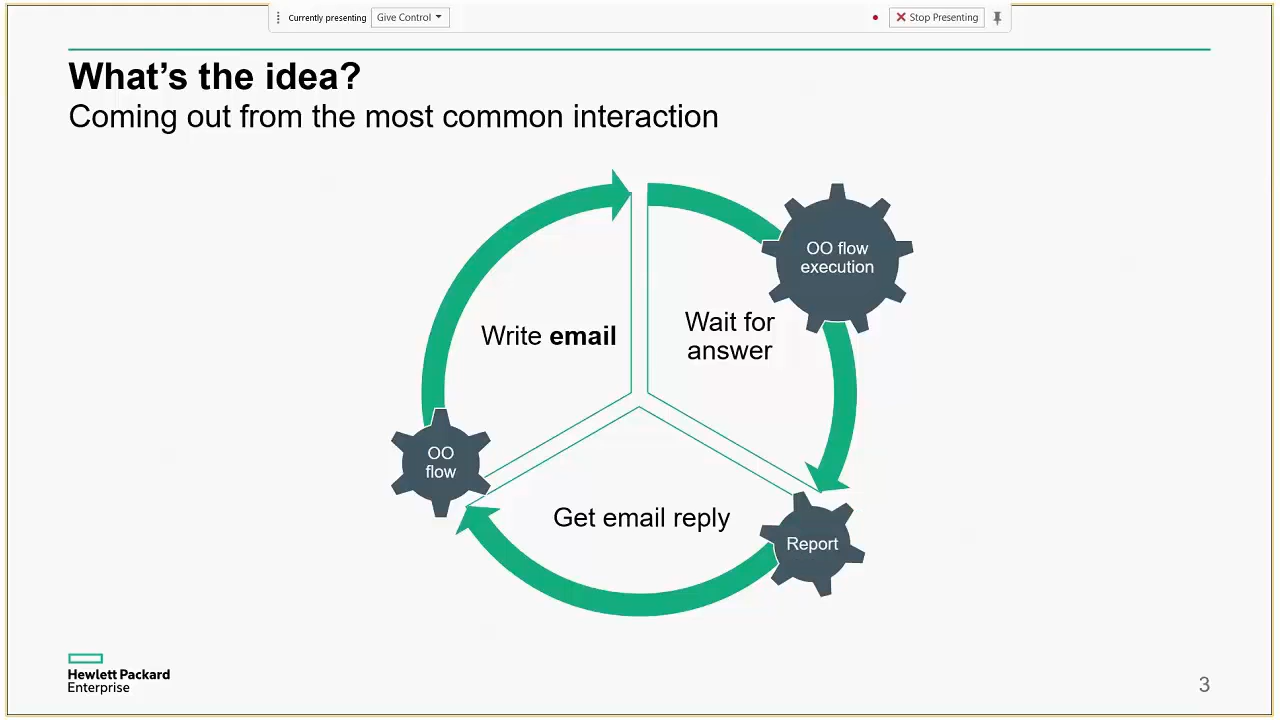 Currently presenting
Give Control
Stop Presenting
What's the idea?
Coming out from the most common interaction
OO flow
execution
Write email
Wait for
answer
OO
flow
Get email reply
Report
Hewlett Packard
Enterprise
3